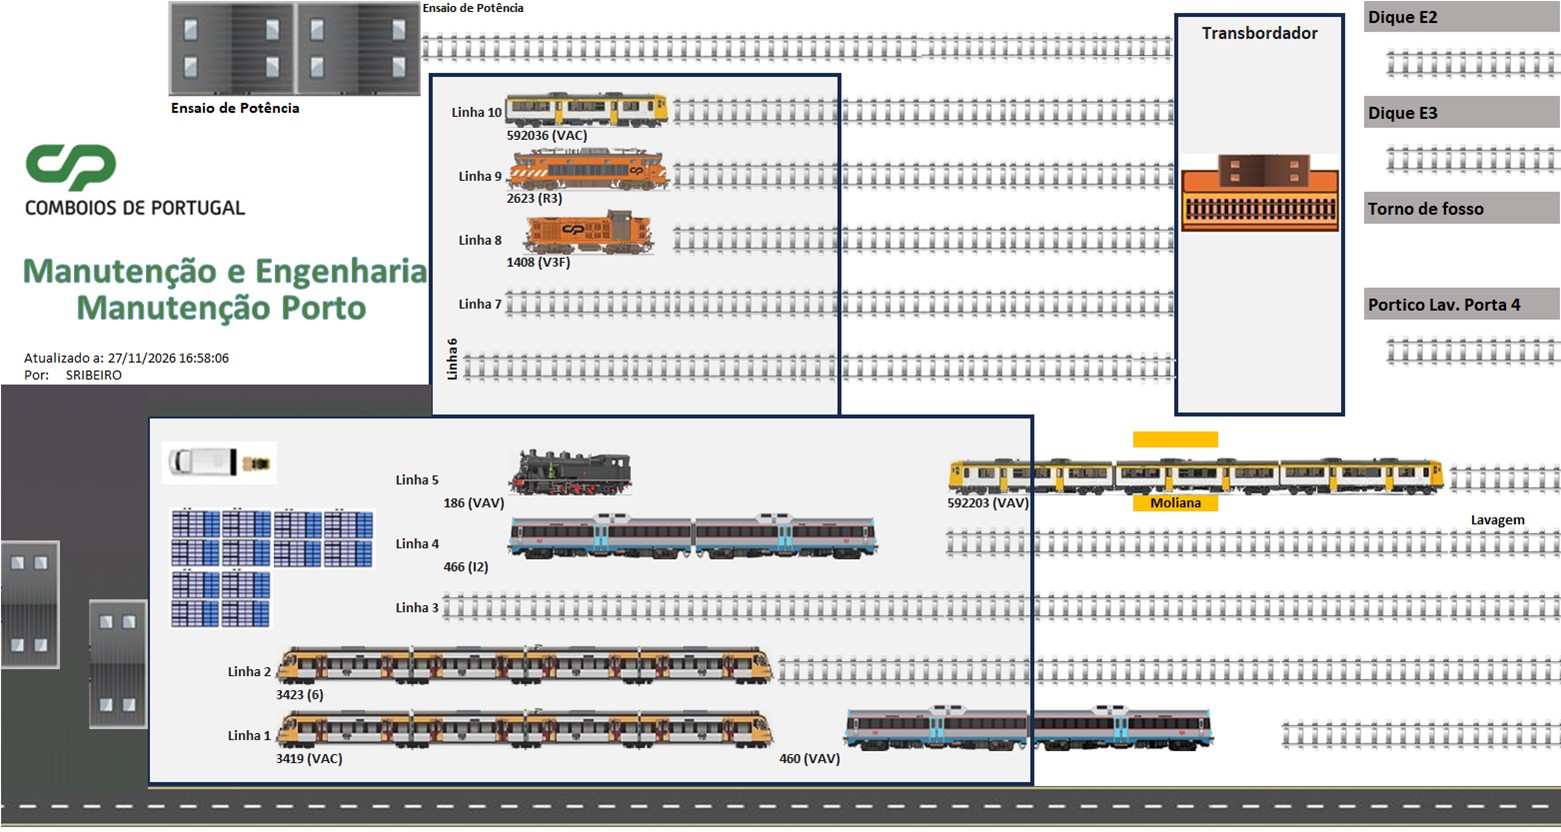 Ensaio de Potência
Ensaio de Potência
Transbordador
Dique E2
Dique E3
Torno de fosso
Portico Lav. Porta 4
CP
COMBOIOS DE PORTUGAL
Manutenção e Engenharia
Manutenção Porto
Atualizado a: 27/11/2026 16:58:06
Por: SRIBEIRO
Linha 10
592036 (VAC)
Linha 9
2623 (R3)
Linha 8
1408 (V3F)
Linha 7
Linha 6
Linha 5
186 (VAV)
592203 (VAV)
Moliana
Lavagem
Linha 4
466 (I2)
Linha 3
Linha 2
3423 (6)
Linha 1
3419 (VAC)
460 (VAV)